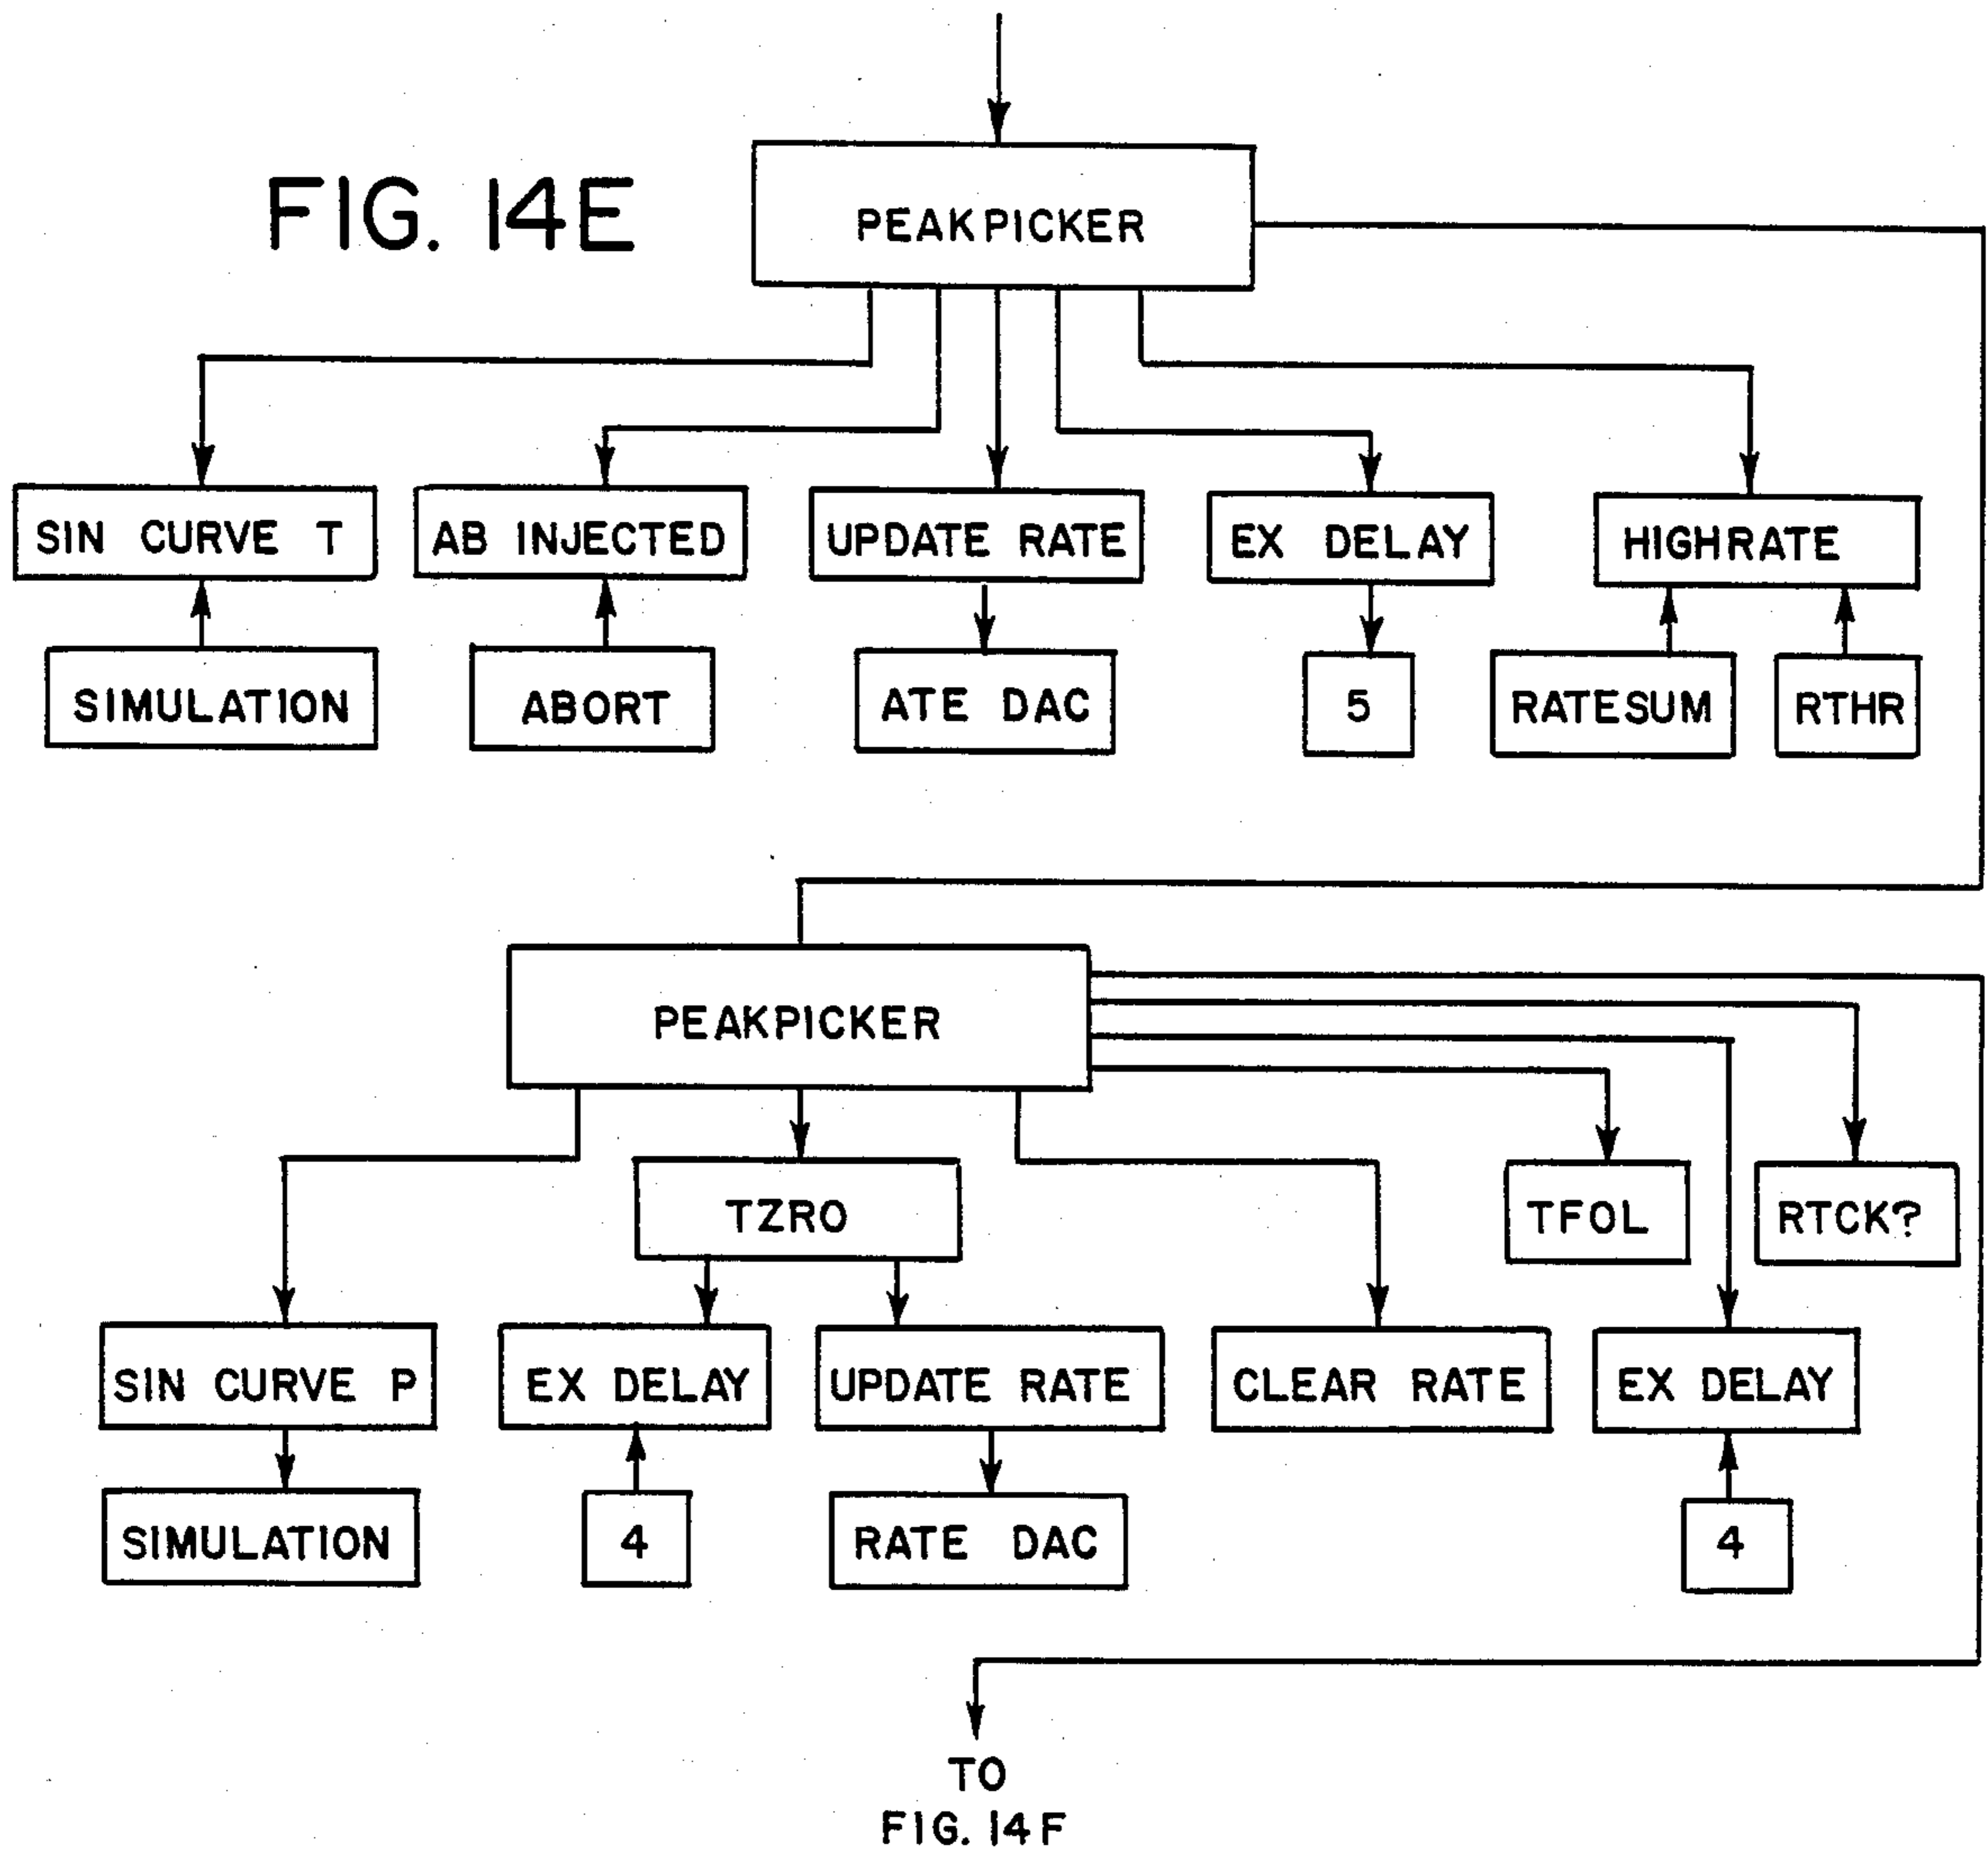 FIG. 14E
PEAKPICKER
SIN CURVE T
AB INJECTED
UPDATE RATE
EX DELAY
HIGHRATE
SIMULATION
ABORT
ATE DAC
5
RATESUM
RTHR
PEAKPICKER
TZRO
TFOL
RTCK?
SIN CURVE P
EX DELAY
UPDATE RATE
CLEAR RATE
EX DELAY
SIMULATION
4
RATE DAC
4
TO
FIG. 14F